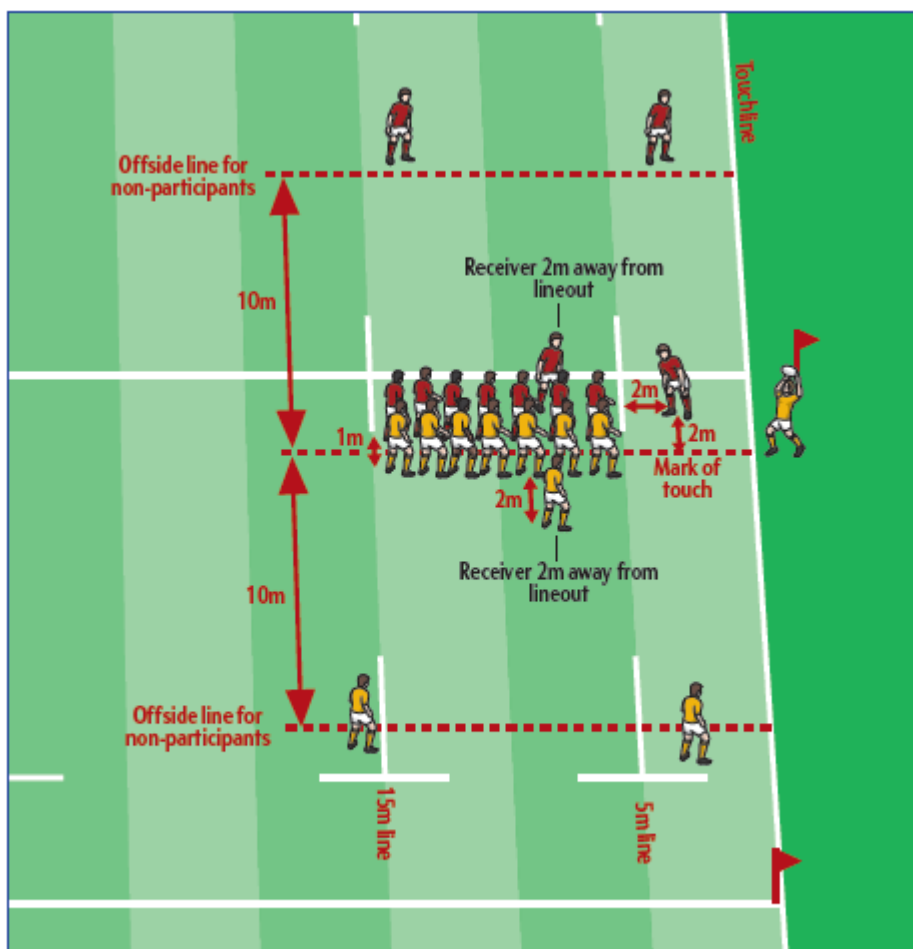 Touchline
Offside line for
non-participants
10m
Receiver 2m away from
lineout
2m
1m
2m
Mark of
touch
2m
10m
Receiver 2m away from
lineout
Offside line for
non-participants
15m line
5m line